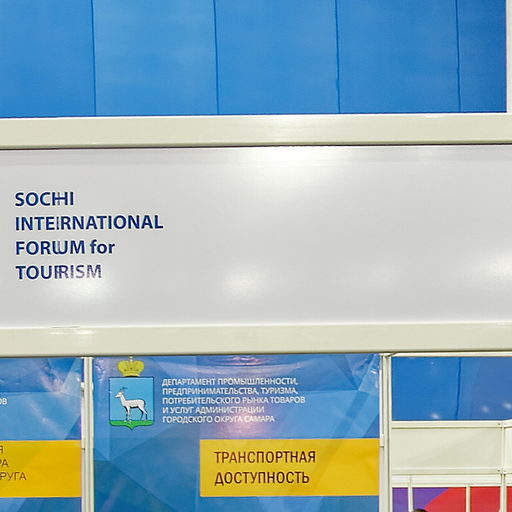 SOCHI
INTERNATIONAL
FORUM for
TOURISM
ДЕПАРТАМЕНТ ПРОМЫШЛЕННОСТИ,
ПРЕДПРИНИМАТЕЛЬСТВА, ТУРИЗМА,
ПОТРЕБИТЕЛЬСКОГО РЫНКА ТОВАРОВ
И УСЛУГ АДМИНИСТРАЦИИ
ГОРОДСКОГО ОКРУГА САМАРА
ТРАНСПОРТНАЯ
ДОСТУПНОСТЬ